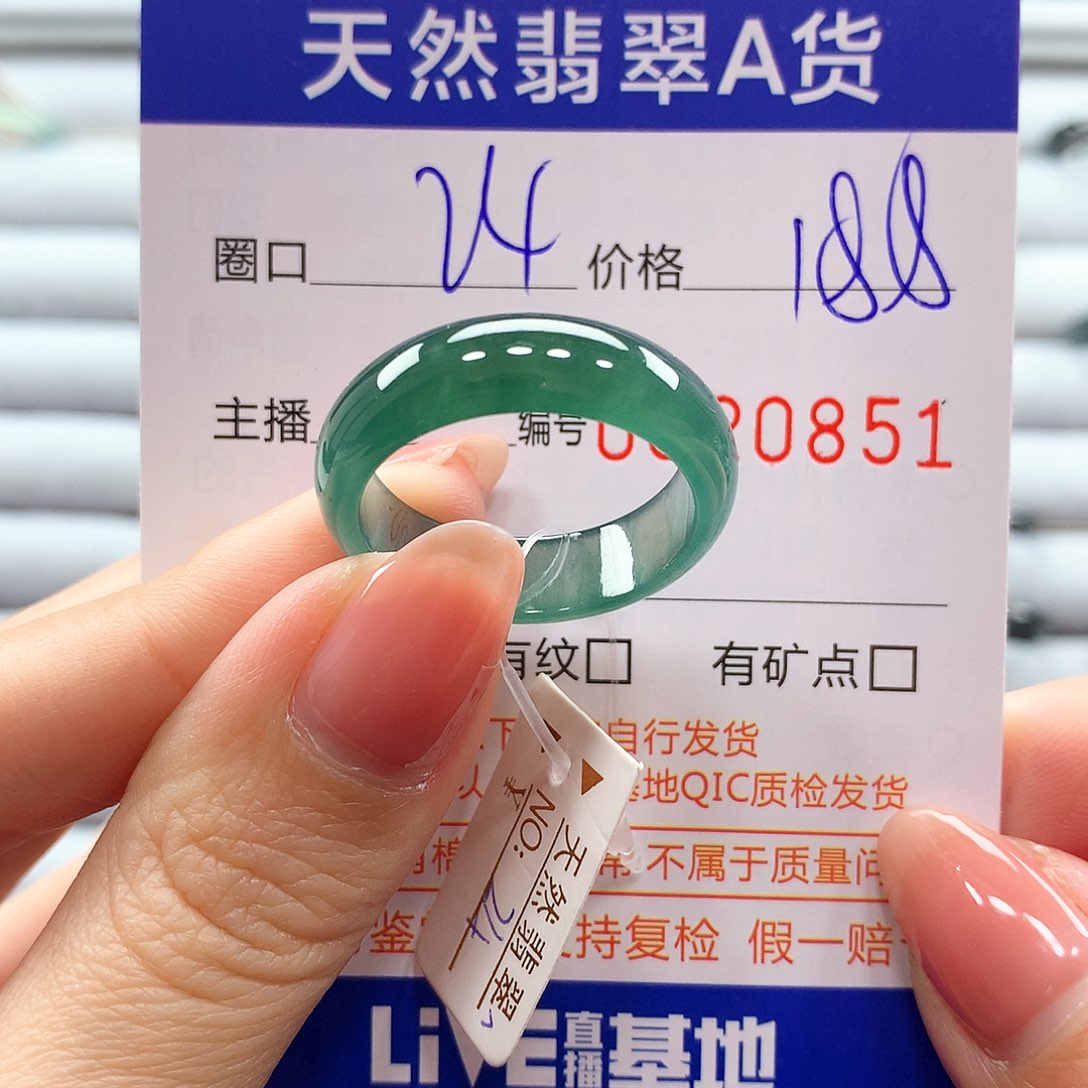 天然翡翠A货
圈口 24 价格 188
主播 编号 0851
有纹□ 有矿点□
自行发货
基地QIC质检发货
不属于质量问
持复检 假一赔
LiVE直播基地
天然翡翠A
NO: 24